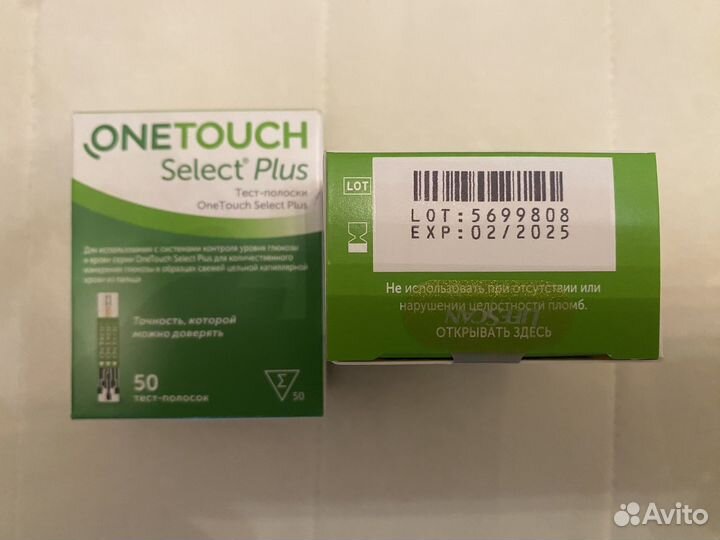 ONETOUCH
Select® Plus
Тест-полоски
OneTouch Select Plus
Для использования с системами контроля уровня глюкозы
в крови серии OneTouch Select Plus для количественного
измерения глюкозы в образцах свежей цельной капиллярной
крови из пальца
Точность, которой
можно доверять
50
тест-полосок
Σ
50
LOT
LOT:5699808
EXP:02/2025
Не использовать при отсутствии или
нарушении целостности пломб.
LIFESCAN
ОТКРЫВАТЬ ЗДЕСЬ
Avito